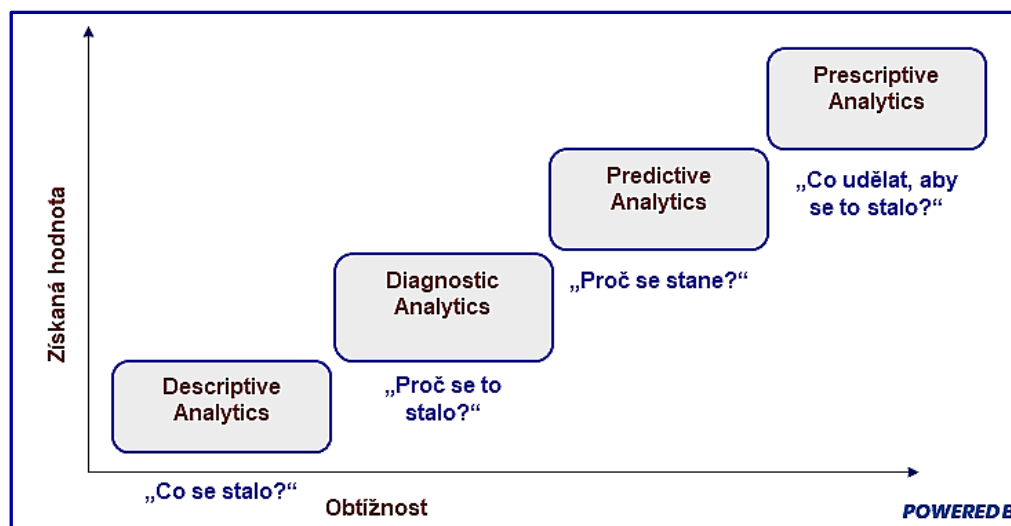 Prescriptive
Analytics
„Co udělat, aby
se to stalo?“
Predictive
Analytics
„Proč se stane?“
Diagnostic
Analytics
„Proč se to
stalo?“
Descriptive
Analytics
„Co se stalo?“
Získaná hodnota
Obtížnost
POWERED B